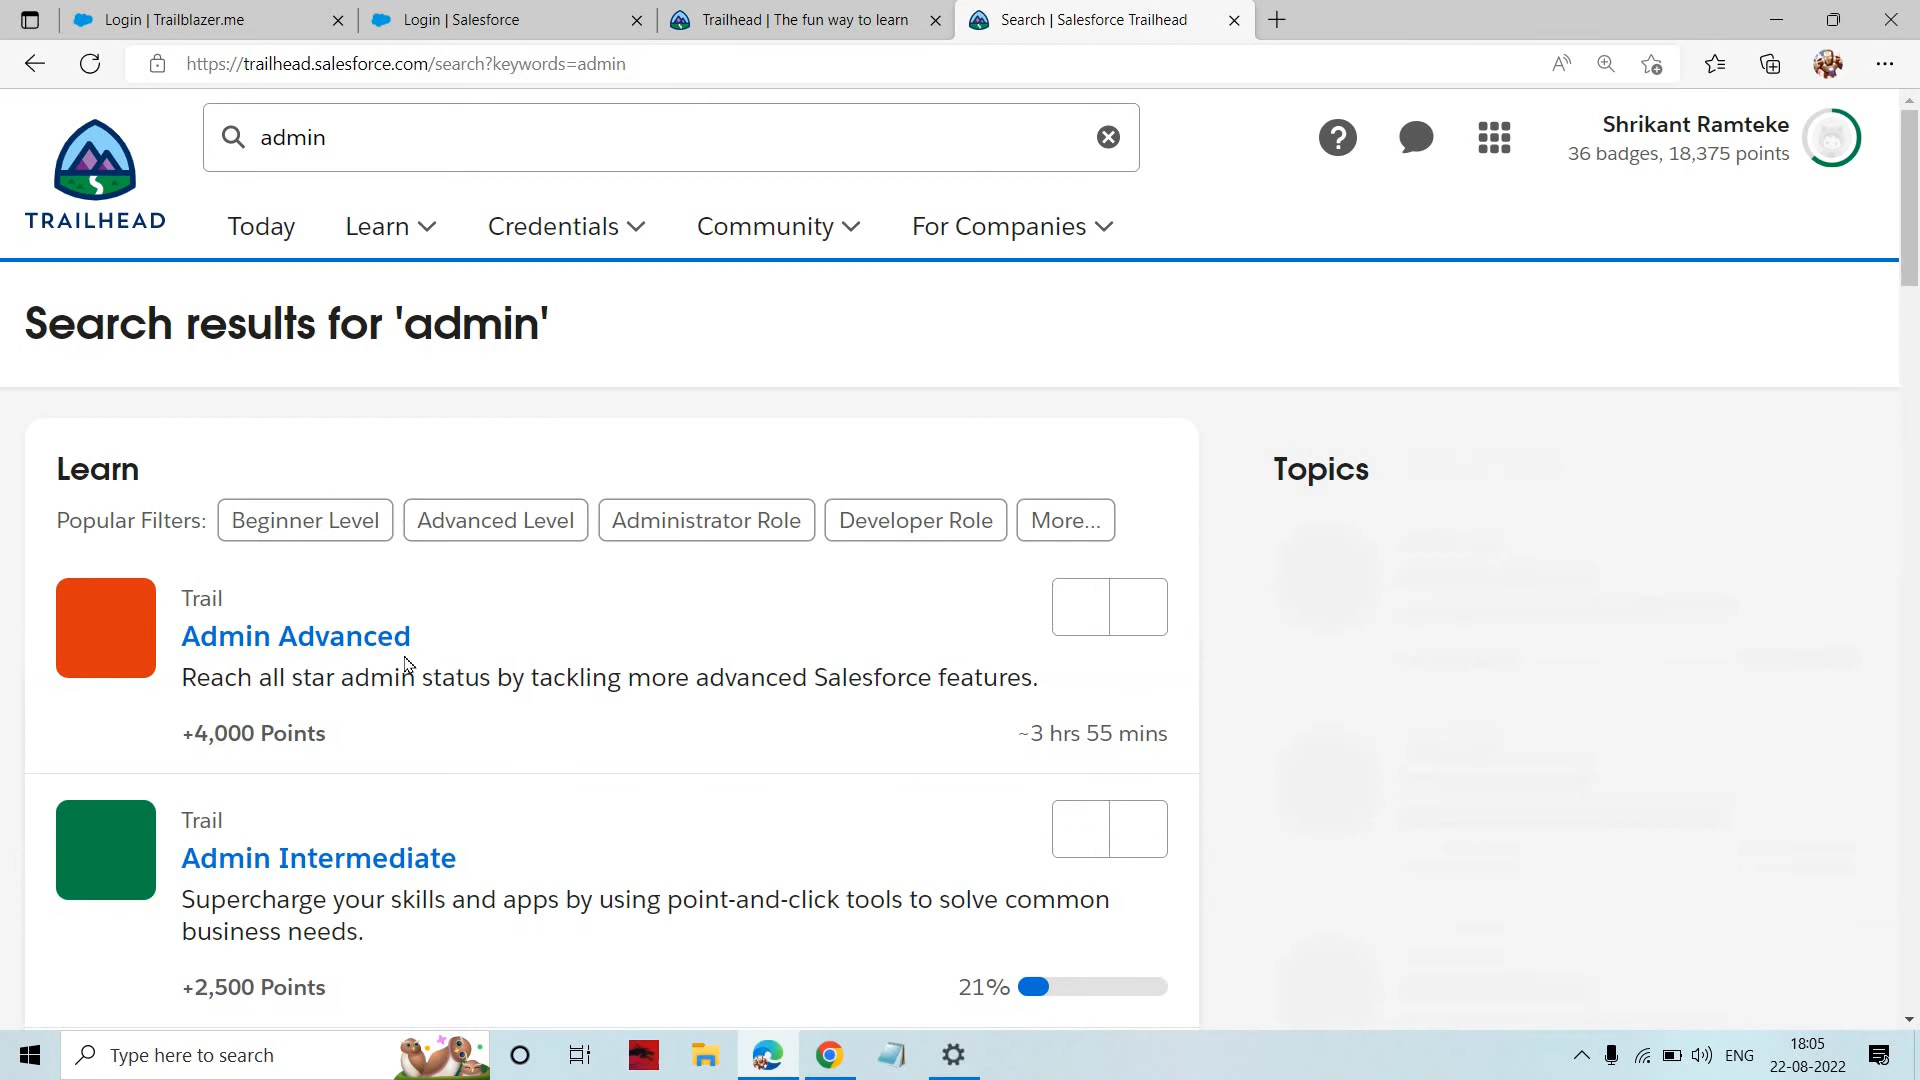 Login | Trailblazer.me
Login | Salesforce
Trailhead | The fun way to learn
Search | Salesforce Trailhead
https://trailhead.salesforce.com/search?keywords=admin
admin
Shrikant Ramteke
36 badges, 18,375 points
TRAILHEAD
Today
Learn
Credentials
Community
For Companies
Search results for 'admin'
Learn
Popular Filters:
Beginner Level
Advanced Level
Administrator Role
Developer Role
More...
Trail
Admin Advanced
Reach all star admin status by tackling more advanced Salesforce features.
+4,000 Points
~3 hrs 55 mins
Trail
Admin Intermediate
Supercharge your skills and apps by using point-and-click tools to solve common
business needs.
+2,500 Points
21%
Topics
Type here to search
ENG
18:05
22-08-2022